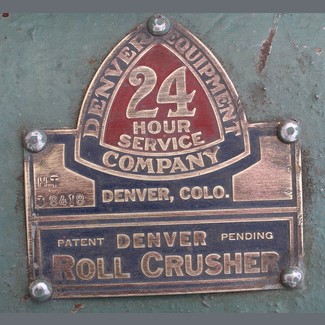 DENVER EQUIPMENT
24
HOUR
SERVICE
COMPANY
DENVER, COLO.
PATENT DENVER PENDING
ROLL CRUSHER